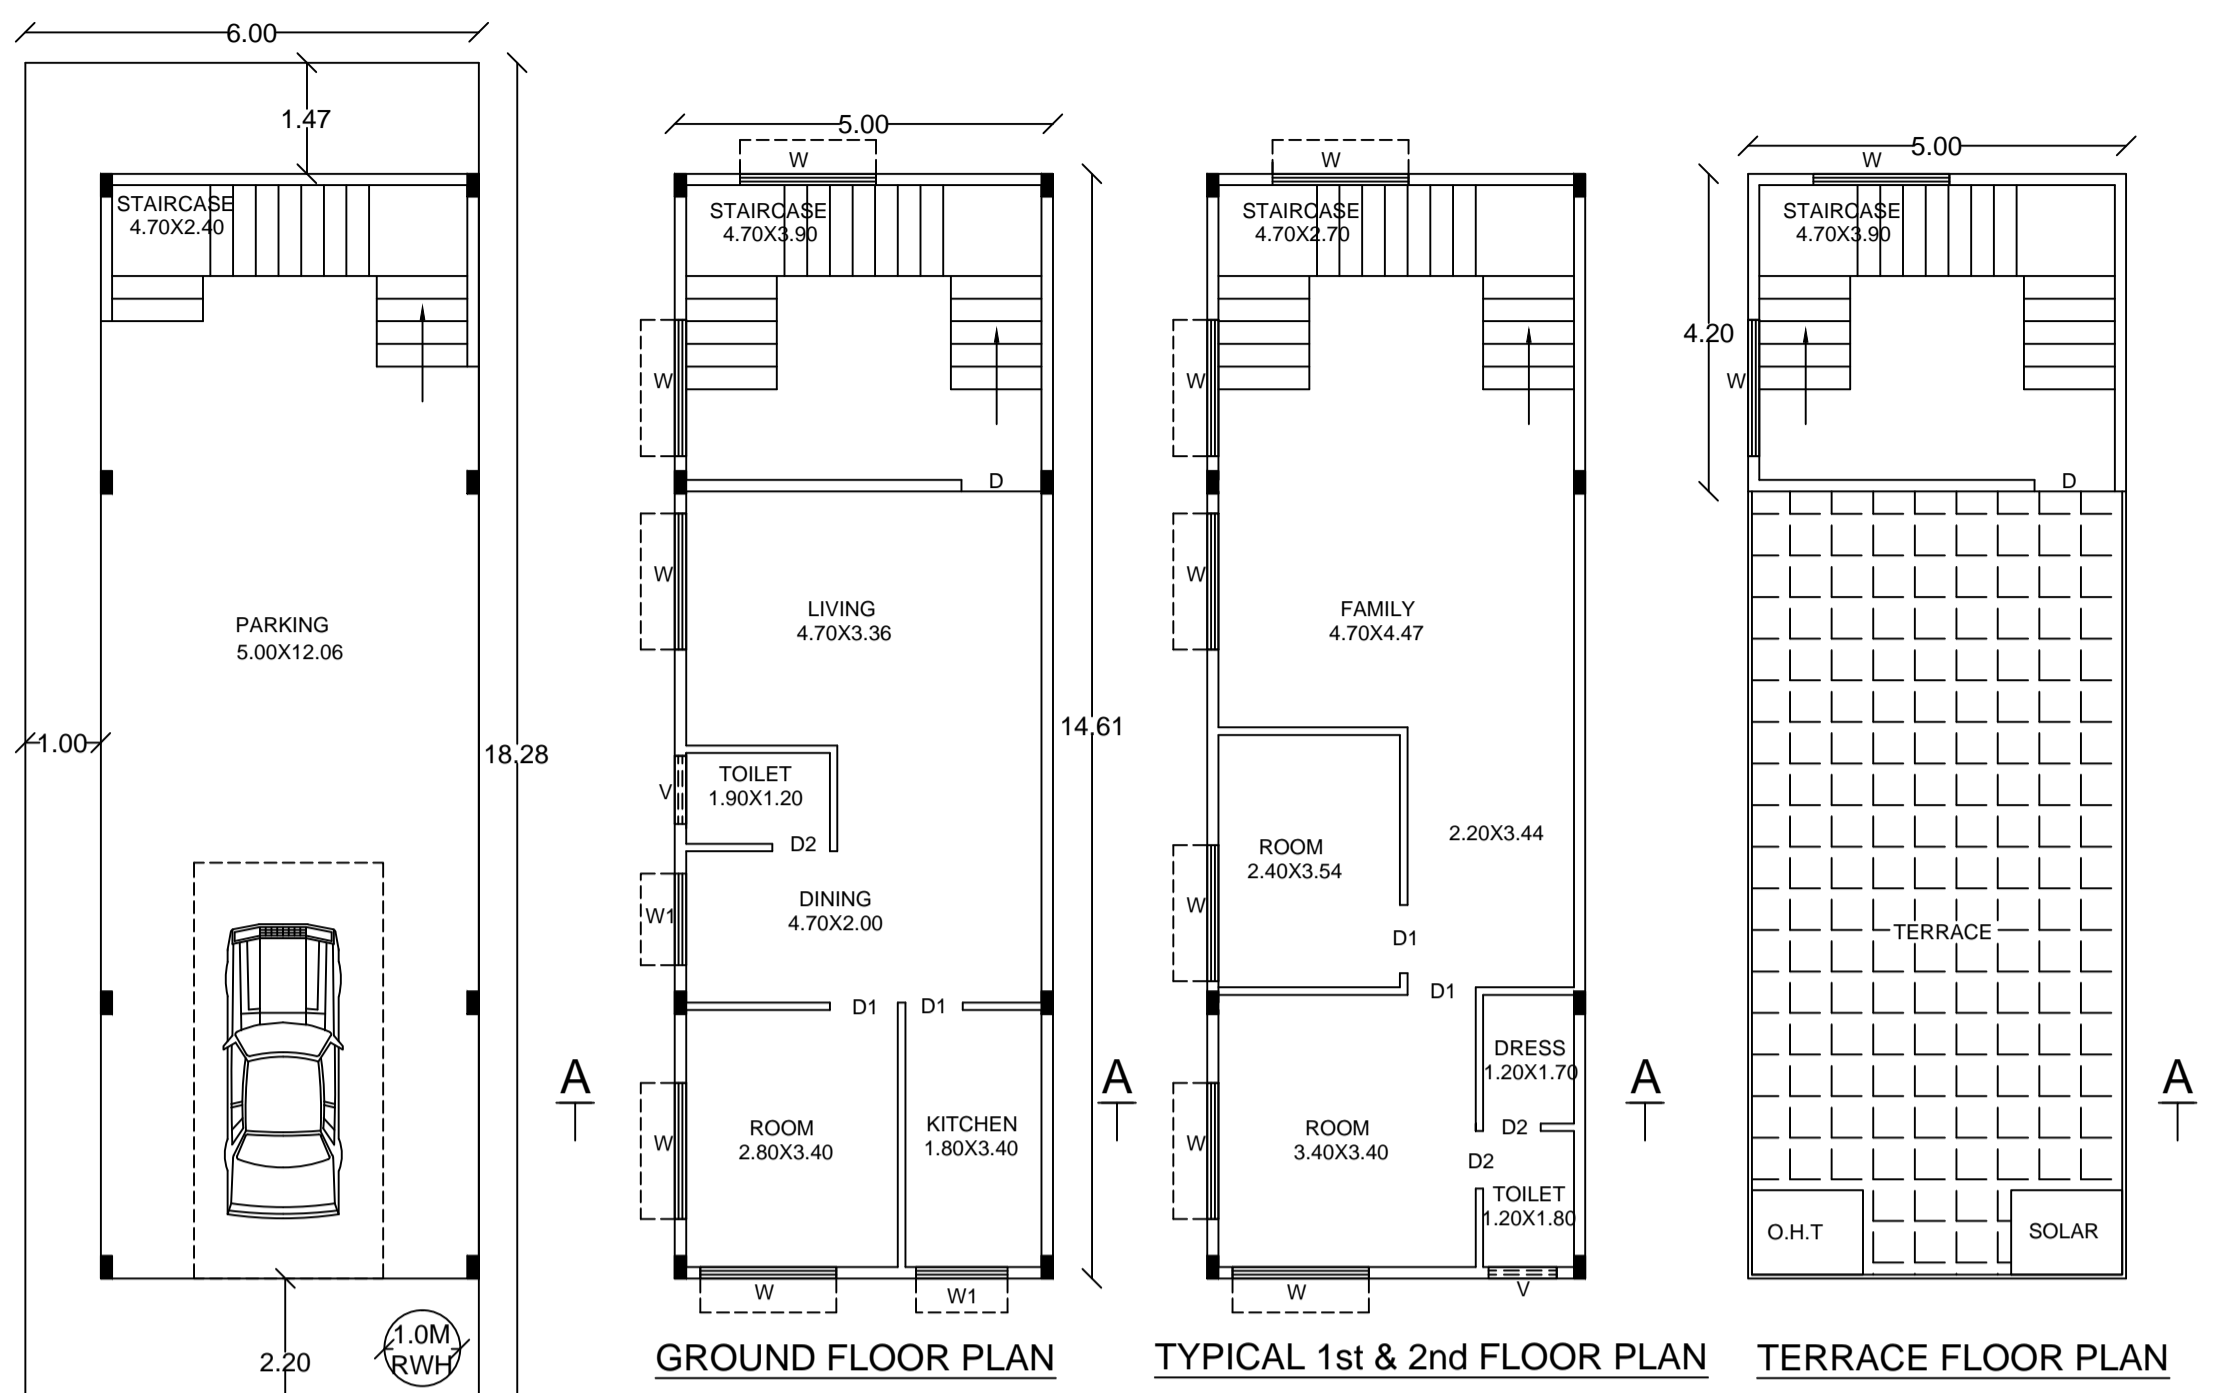 6.00
1.47
STAIRCASE
4.70X2.40
PARKING
5.00X12.06
1.00
18.28
2.20
1.0M
RWH
A
5.00
W
STAIRCASE
4.70X3.90
W
D
W
LIVING
4.70X3.36
14.61
TOILET
1.90X1.20
V
D2
DINING
4.70X2.00
W1
D1
D1
ROOM
2.80X3.40
KITCHEN
1.80X3.40
W
W
W1
GROUND FLOOR PLAN
A
W
STAIRCASE
4.70X2.70
W
W
FAMILY
4.70X4.47
2.20X3.44
ROOM
2.40X3.54
W
D1
D1
DRESS
1.20X1.70
D2
ROOM
3.40X3.40
W
D2
TOILET
1.20X1.80
W
V
TYPICAL 1st & 2nd FLOOR PLAN
A
5.00
W
STAIRCASE
4.70X3.90
4.20
W
D
TERRACE
O.H.T
SOLAR
TERRACE FLOOR PLAN
A